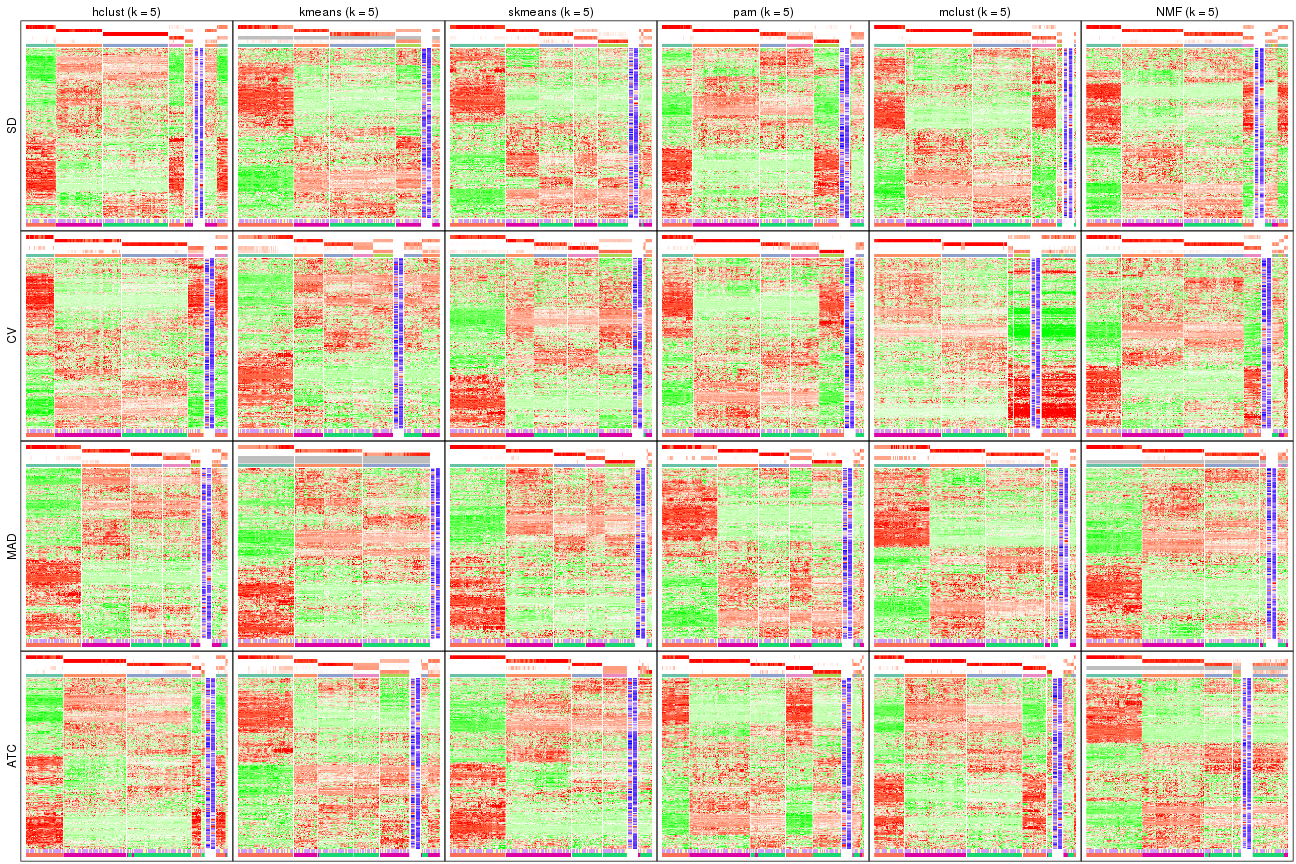 hclust (k = 5)
kmeans (k = 5)
skmeans (k = 5)
pam (k = 5)
mclust (k = 5)
NMF (k = 5)
SD
CV
MAD
ATC